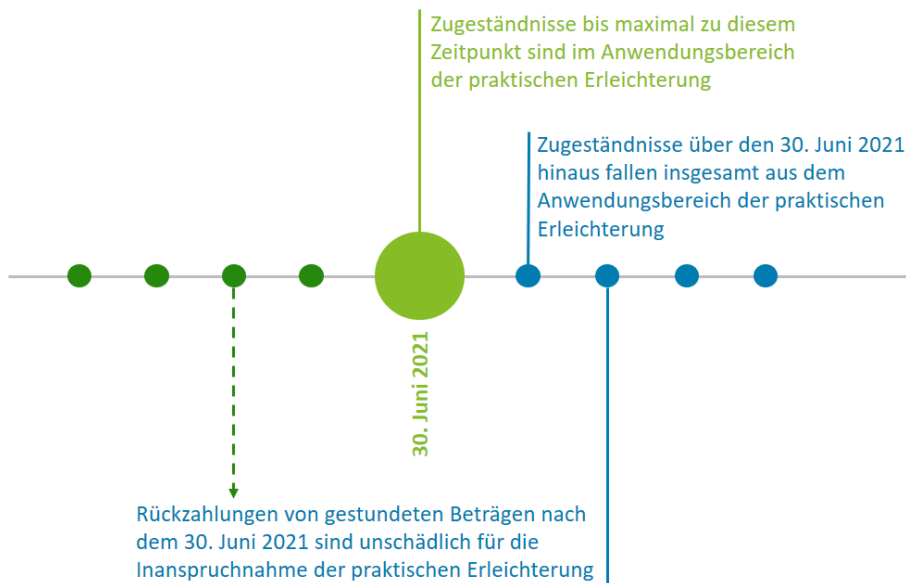 Zugeständnisse bis maximal zu diesem
Zeitpunkt sind im Anwendungsbereich
der praktischen Erleichterung
Zugeständnisse über den 30. Juni 2021
hinaus fallen insgesamt aus dem
Anwendungsbereich der praktischen
Erleichterung
30. Juni 2021
Rückzahlungen von gestundeten Beträgen nach
dem 30. Juni 2021 sind unschädlich für die
Inanspruchnahme der praktischen Erleichterung